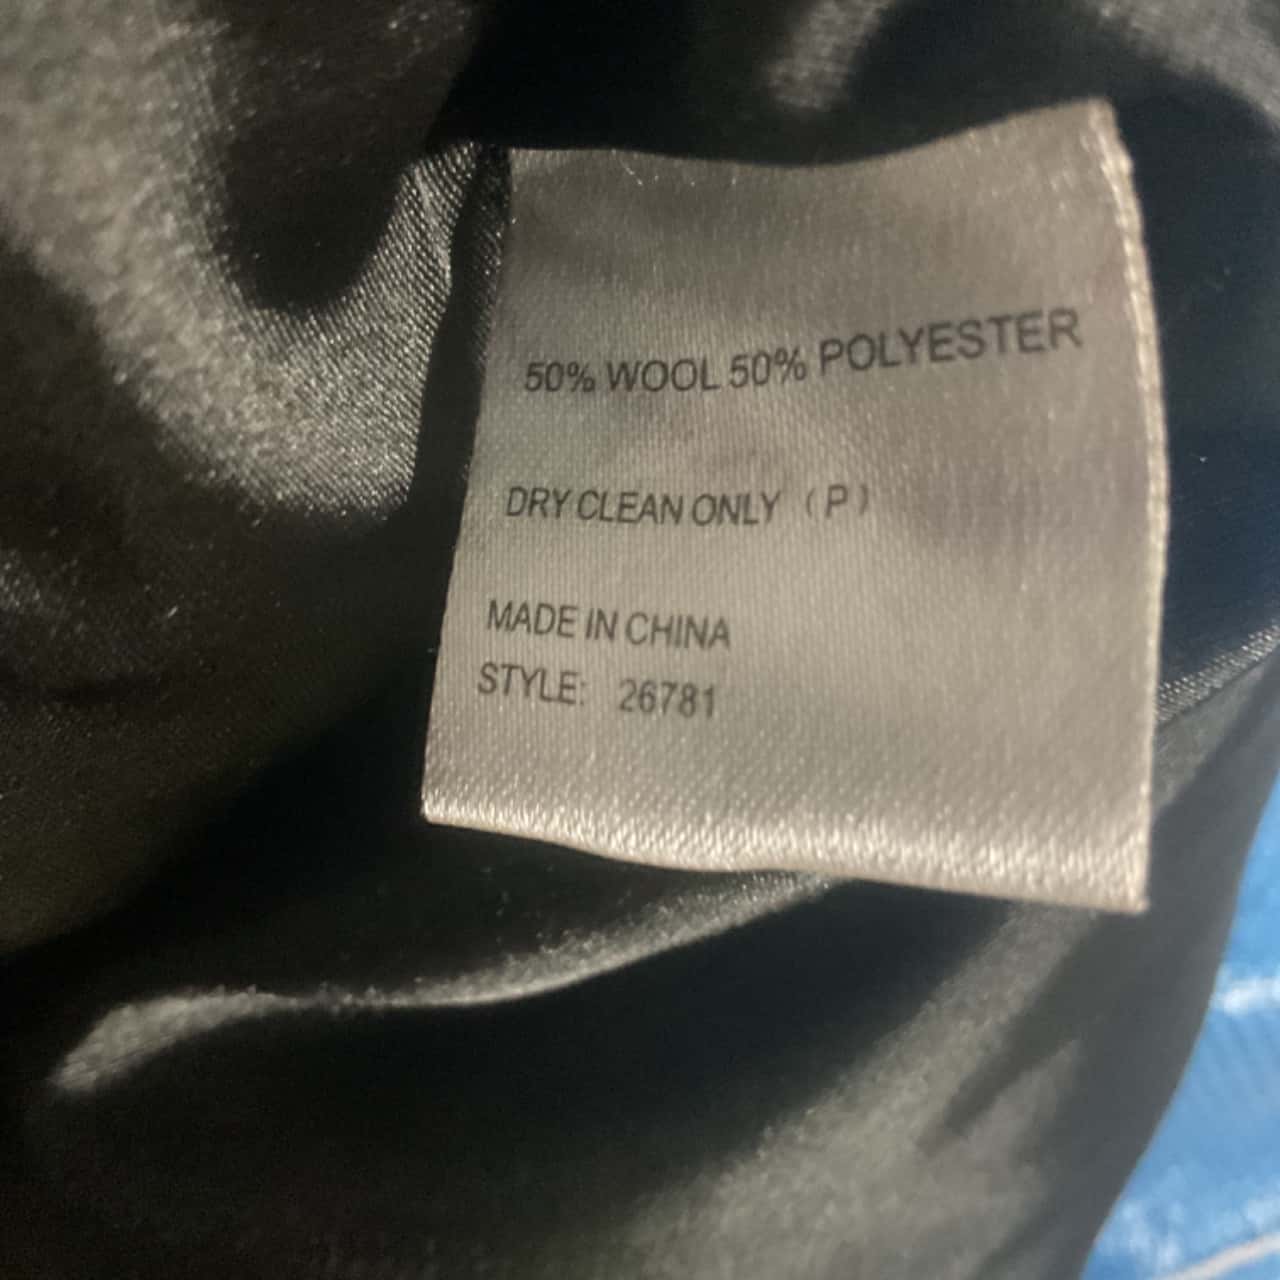 50% WOOL 50% POLYESTER
DRY CLEAN ONLY (P)
MADE IN CHINA
STYLE: 26781